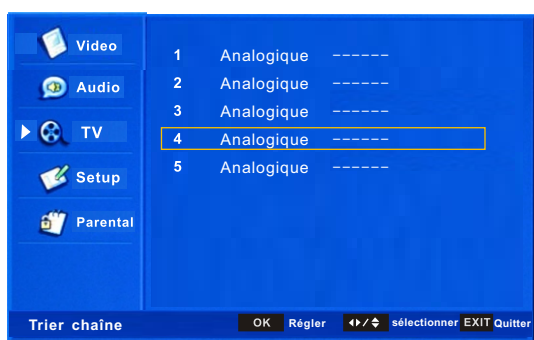 Video
Audio
TV
Setup
Parental
1 Analogique ------
2 Analogique ------
3 Analogique ------
4 Analogique ------
5 Analogique ------
Trier chaîne OK Régler / sélectionner EXIT Quitter